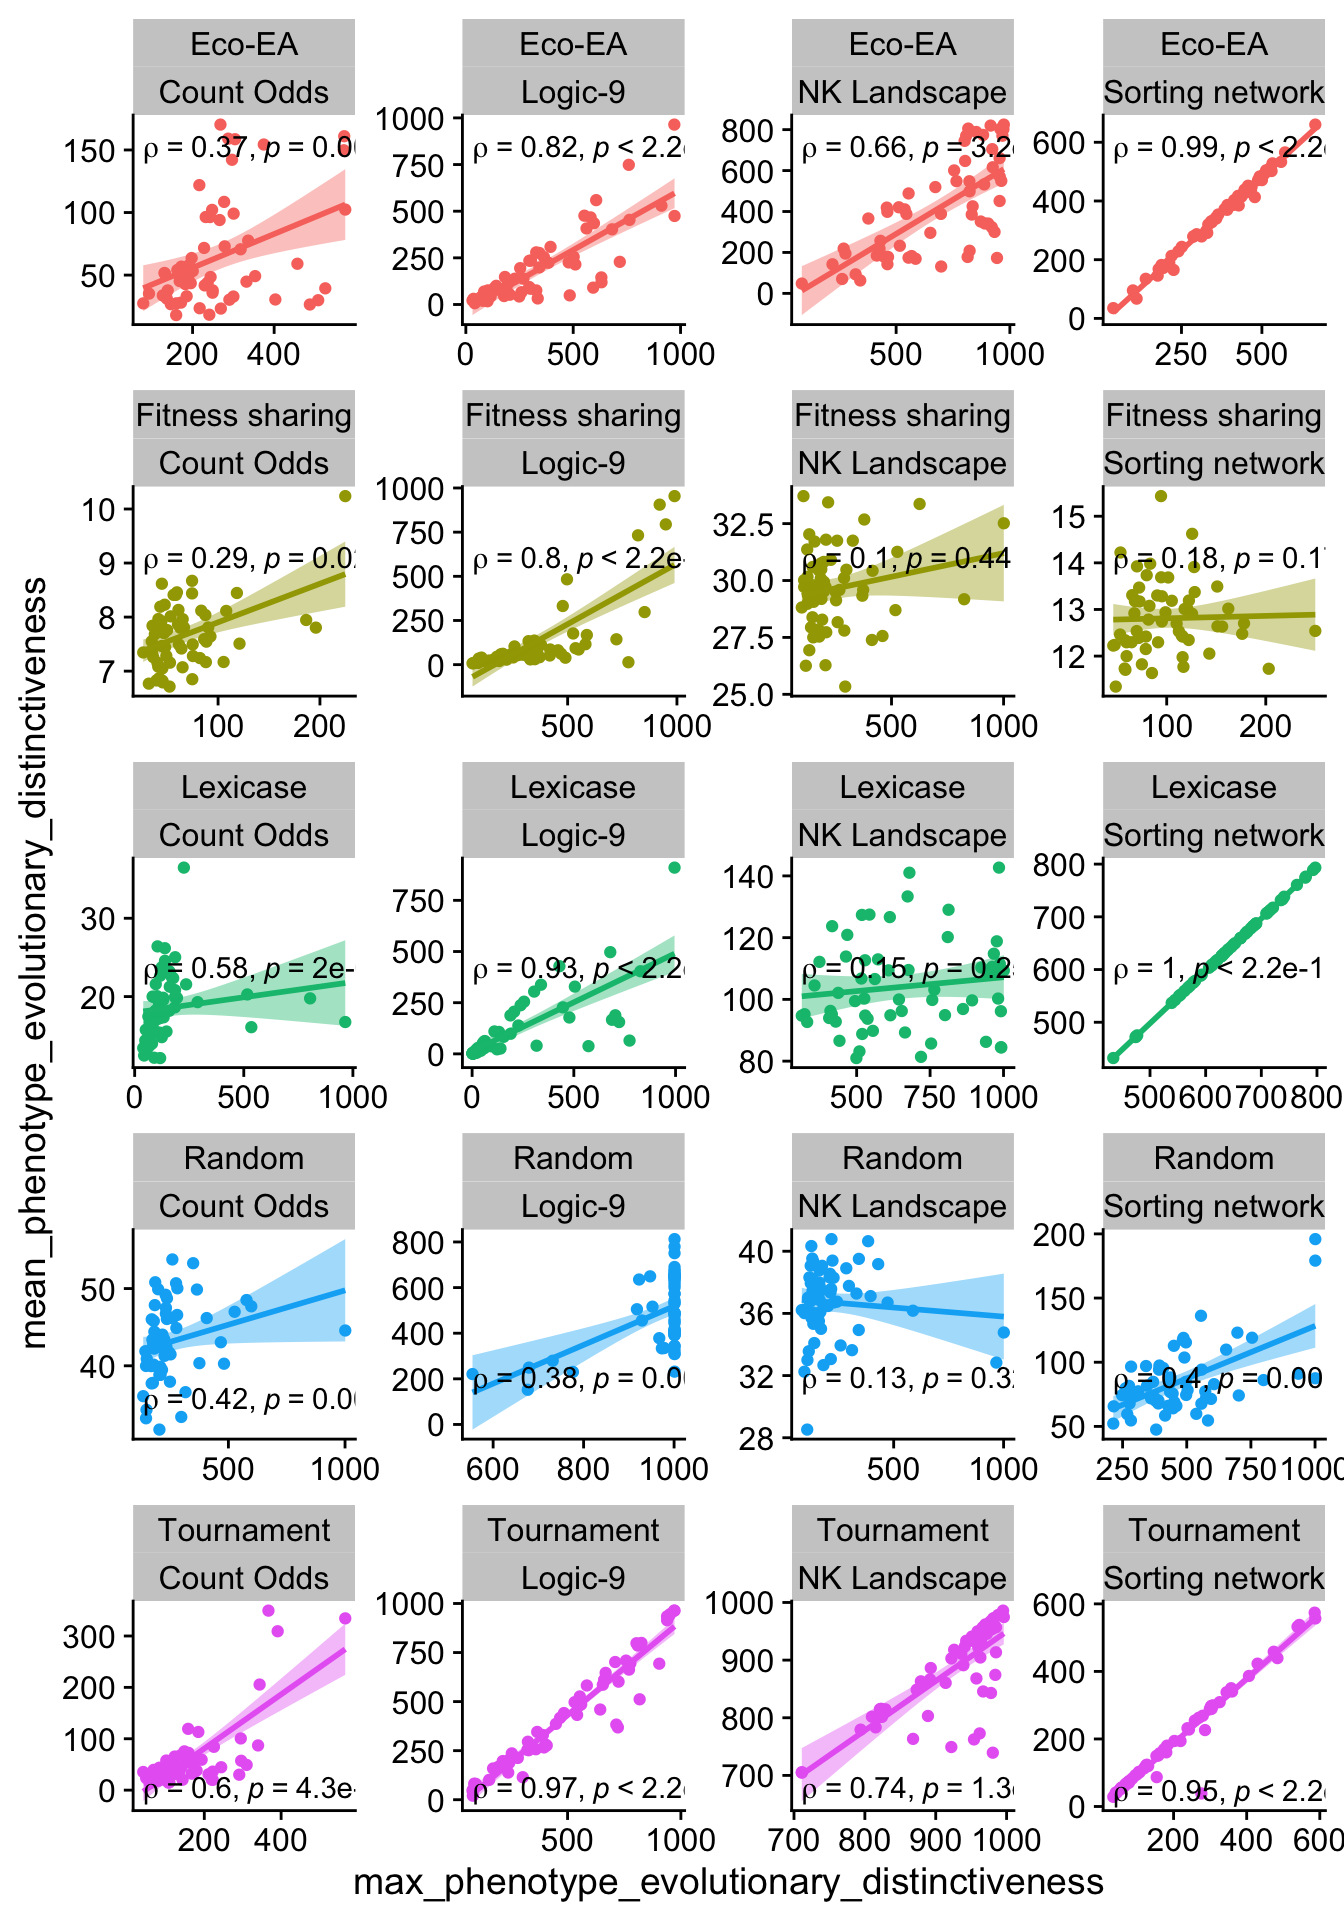 Eco-EA Eco-EA Eco-EA Eco-EA
Count Odds Logic-9 NK Landscape Sorting network
ρ = 0.37, p = 0.00 ρ = 0.82, p < 2.2e ρ = 0.66, p = 3.2e ρ = 0.99, p < 2.2e
150 100 50
1000 750 500 250 0
800 600 400 200 0
600 400 200 0
200 400 0 500 1000 500 1000 250 500
Fitness sharing Fitness sharing Fitness sharing Fitness sharing
Count Odds Logic-9 NK Landscape Sorting network
ρ = 0.29, p = 0.02 ρ = 0.8, p < 2.2e- ρ = 0.1, p = 0.44 ρ = 0.18, p = 0.17
10 9 8 7
1000 750 500 250 0
32.5 30.0 27.5 25.0
15 14 13 12
100 200 500 1000 500 1000 100 200
Lexicase Lexicase Lexicase Lexicase
Count Odds Logic-9 NK Landscape Sorting network
ρ = 0.58, p = 2e- ρ = 0.93, p < 2.2e ρ = 0.15, p = 0.25 ρ = 1, p < 2.2e-1
30 20
750 500 250 0
140 120 100 80
800 700 600 500
0 500 1000 0 500 1000 500 750 1000 500 600 700 800
Random Random Random Random
Count Odds Logic-9 NK Landscape Sorting network
ρ = 0.42, p = 0.00 ρ = 0.38, p = 0.00 ρ = 0.13, p = 0.32 ρ = 0.4, p = 0.00
50 40
800 600 400 200 0
40 36 32 28
200 150 100 50
500 1000 600 800 1000 500 1000 250 500 750 1000
Tournament Tournament Tournament Tournament
Count Odds Logic-9 NK Landscape Sorting network
ρ = 0.6, p = 4.3e- ρ = 0.97, p < 2.2e ρ = 0.74, p = 1.3e ρ = 0.95, p < 2.2e
300 200 100 0
1000 750 500 250 0
1000 900 800 700
600 400 200 0
200 400 500 1000 700 800 900 1000 200 400 600
max_phenotype_evolutionary_distinctiveness
mean_phenotype_evolutionary_distinctiveness